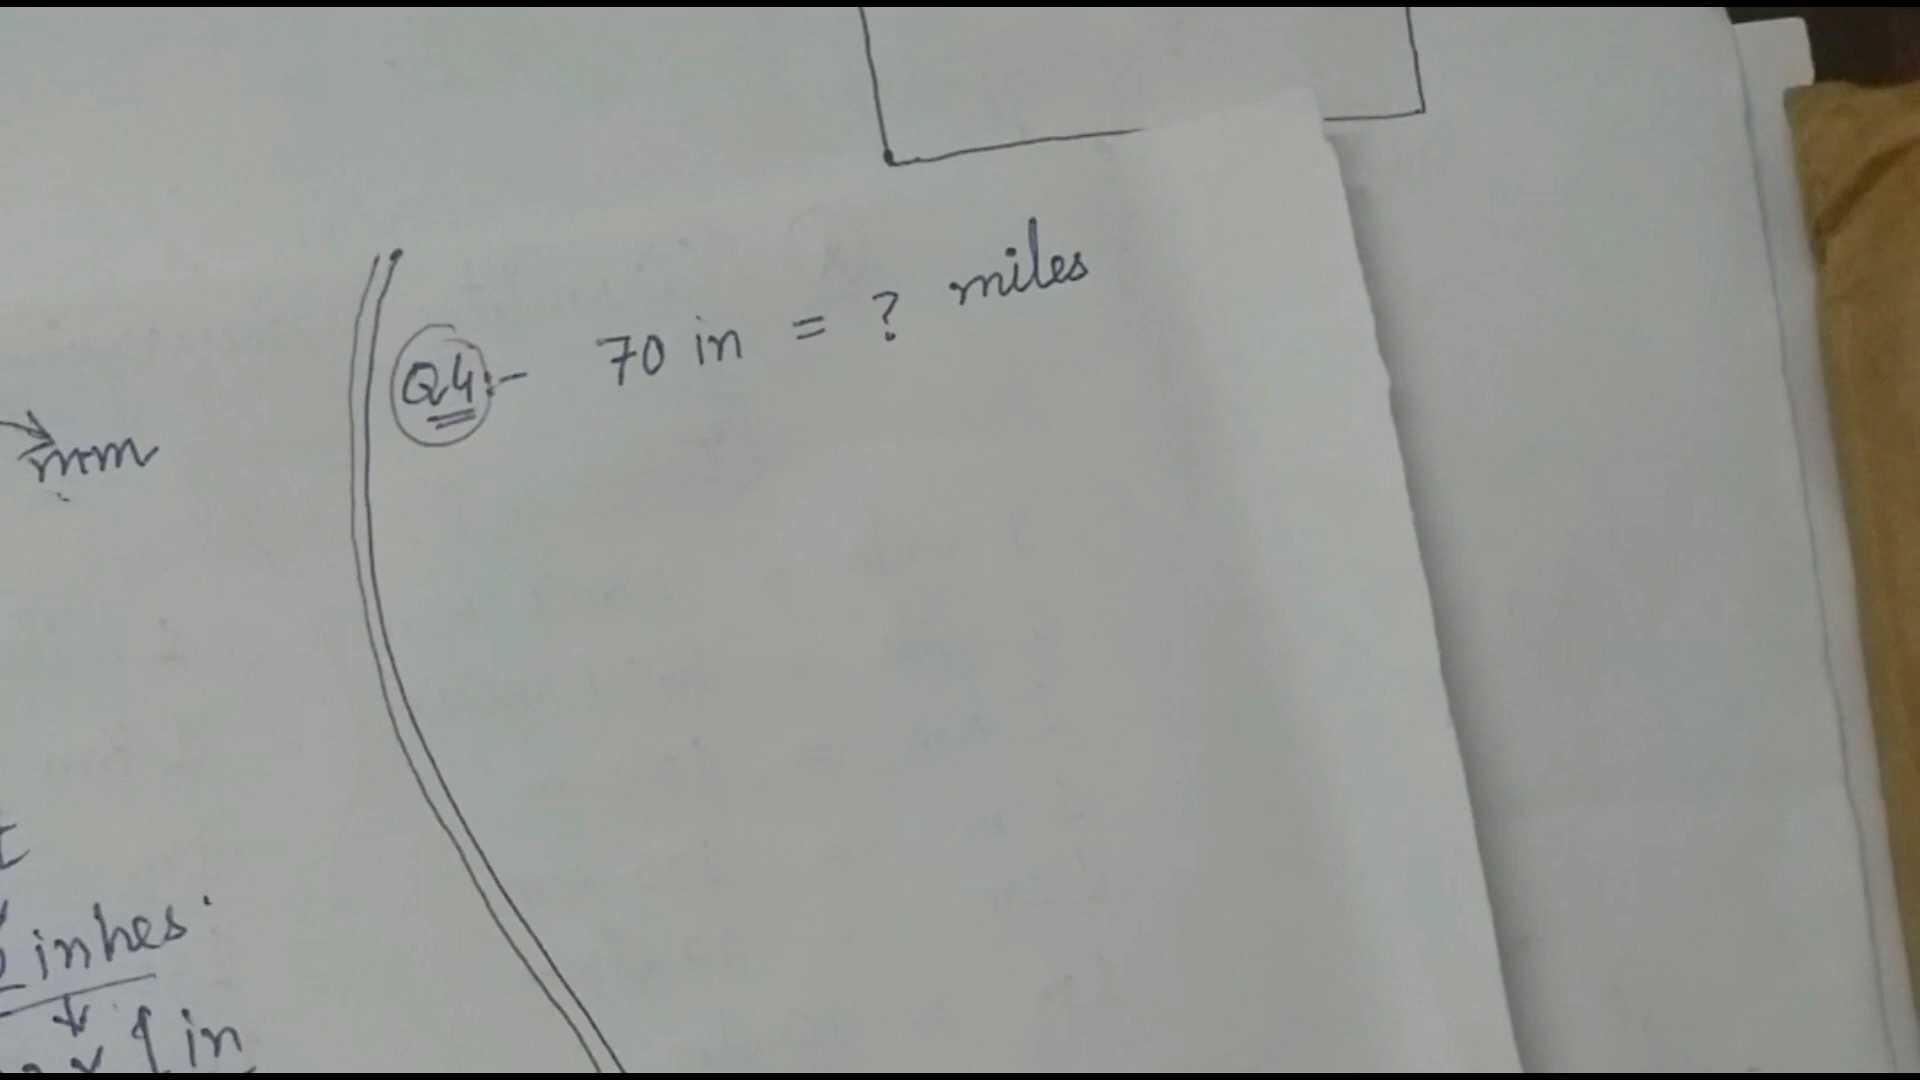 Q4:- 70 in = ? miles
mm
inhes
1 in